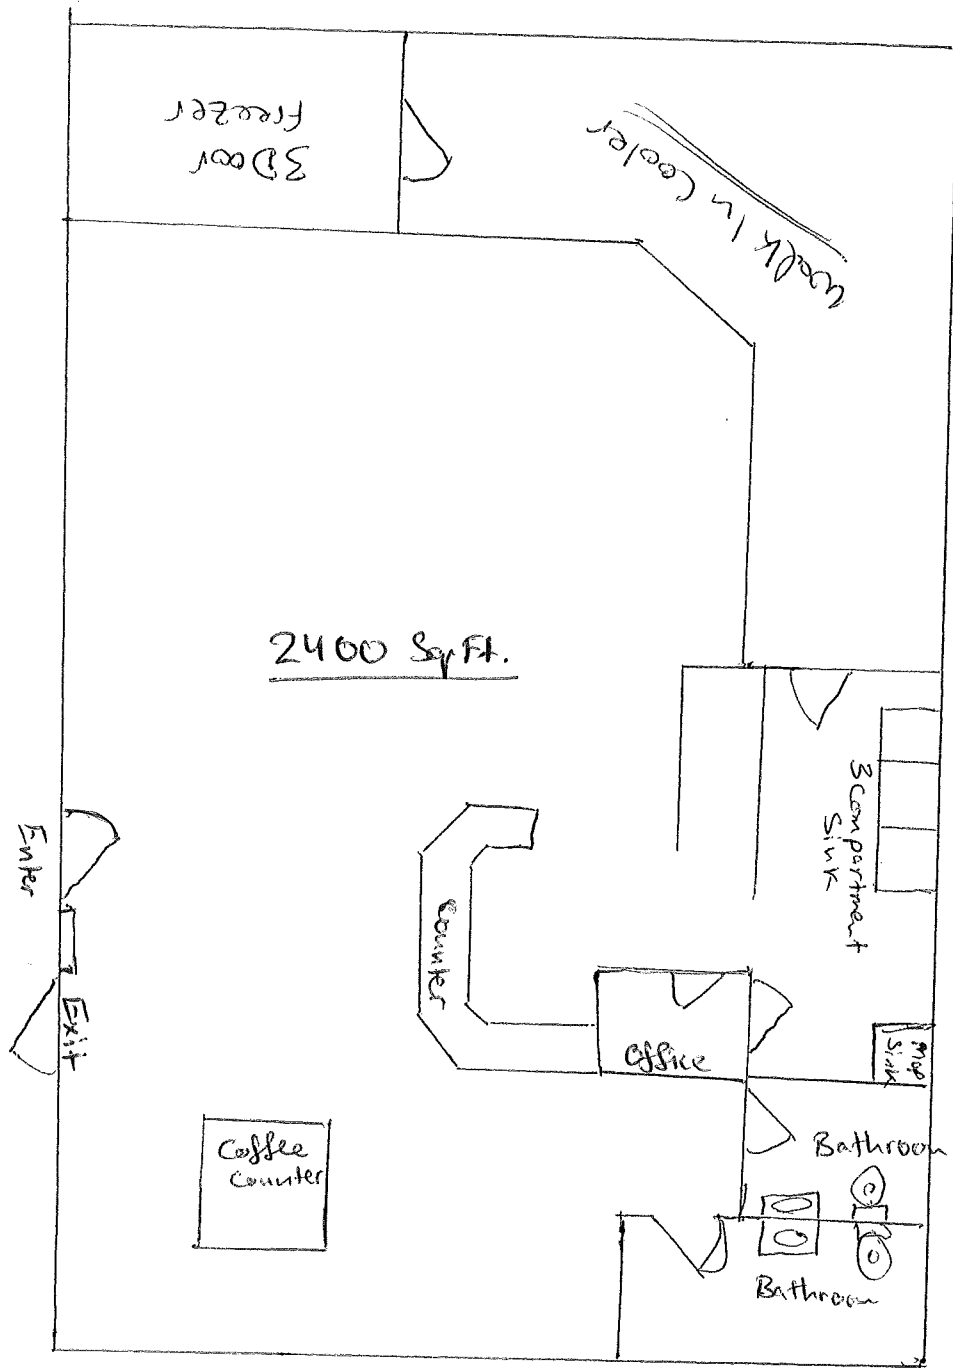 3 Door
Freezer
Walk In Cooler
2400 Sq Ft.
3 Compartment
Sink
Enter
Counter
Exit
Office
Mop
Sink
Coffee
Counter
Bathroom
Bathroom